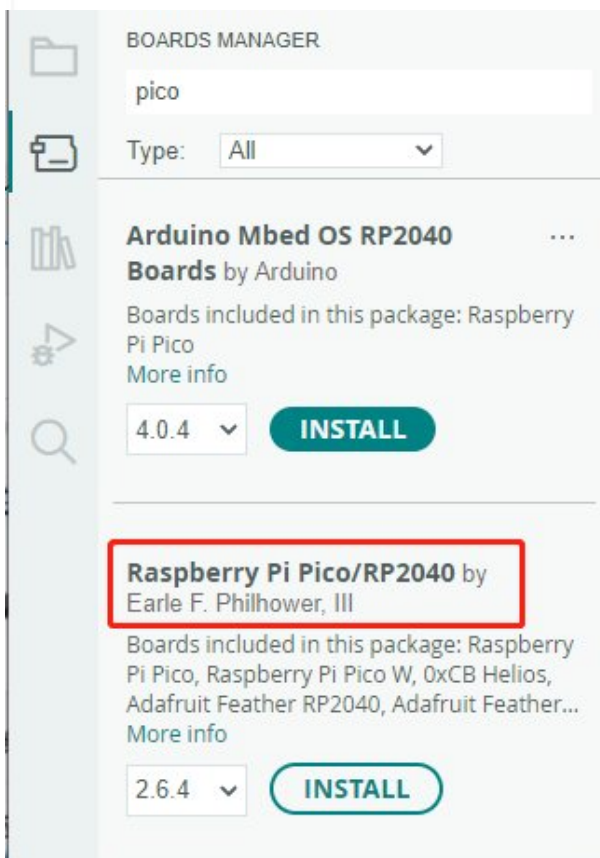 BOARDS MANAGER
pico
Type: All
Arduino Mbed OS RP2040
Boards by Arduino
Boards included in this package: Raspberry
Pi Pico
More info
4.0.4 INSTALL
Raspberry Pi Pico/RP2040 by
Earle F. Philhower, III
Boards included in this package: Raspberry
Pi Pico, Raspberry Pi Pico W, 0xCB Helios,
Adafruit Feather RP2040, Adafruit Feather...
More info
2.6.4 INSTALL